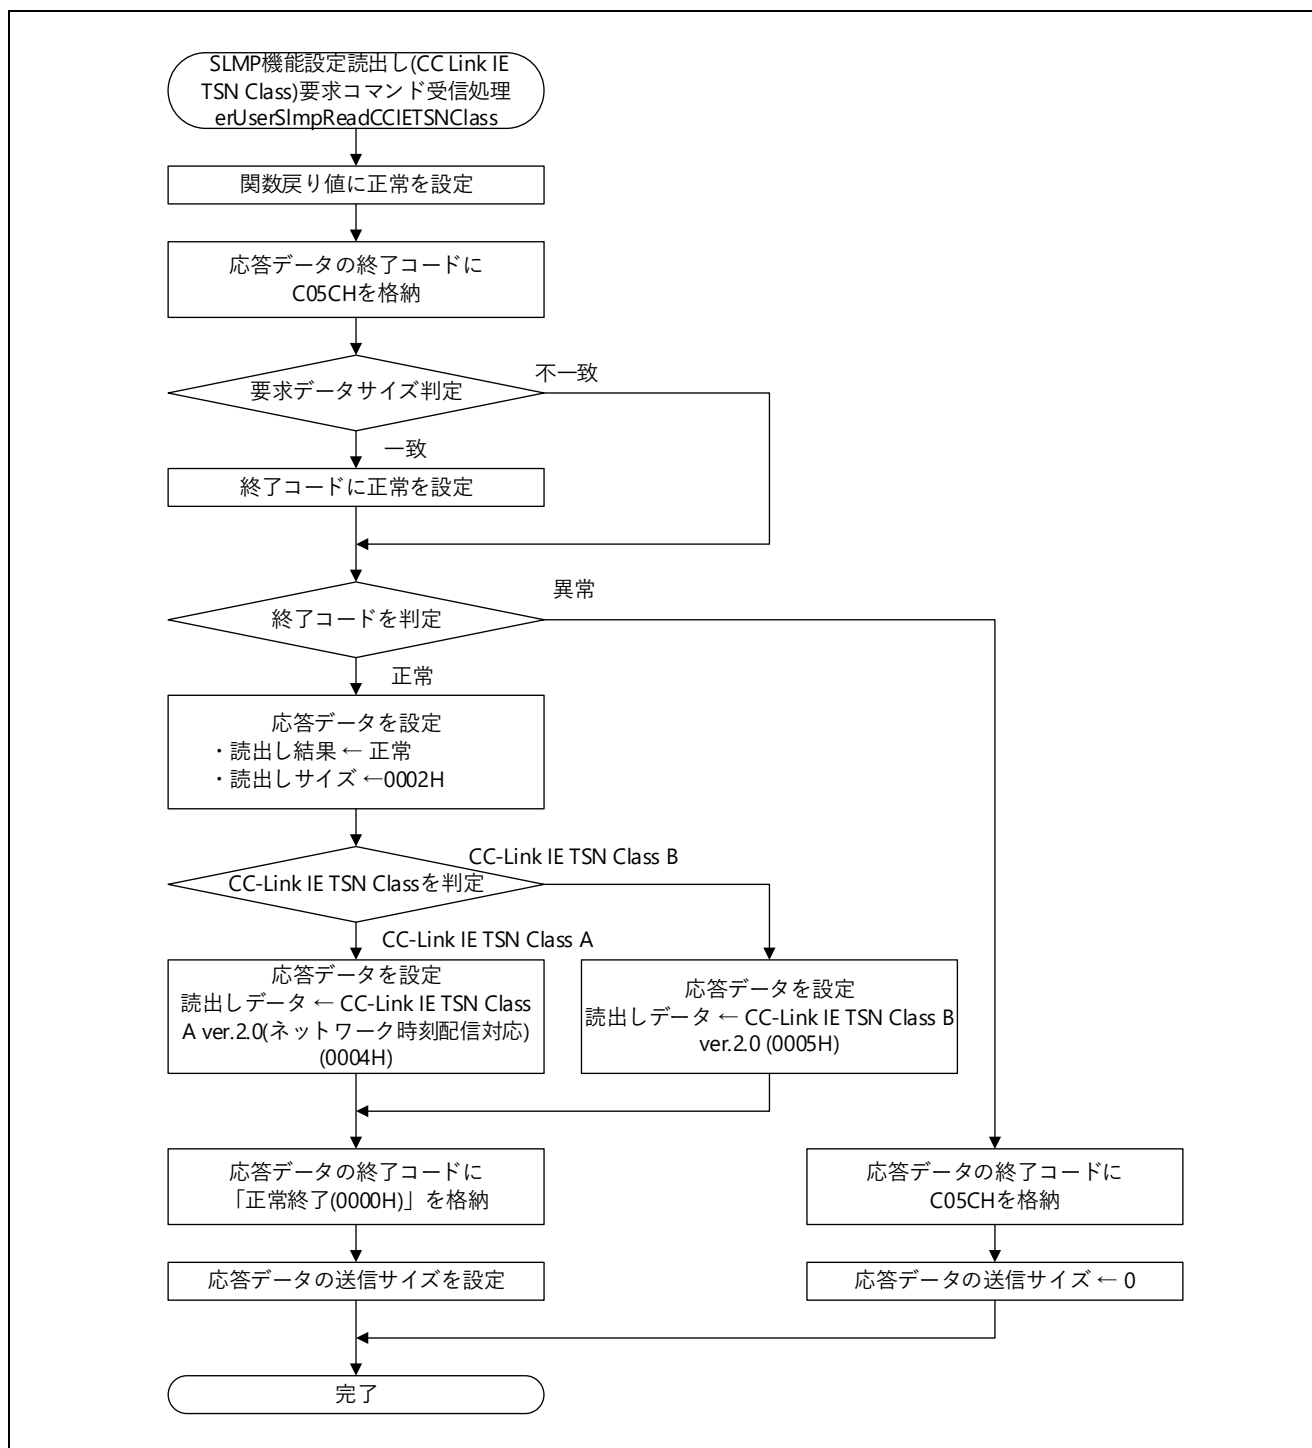 SLMP機能設定読出し(CC Link IE
TSN Class)要求コマンド受信処理
erUserSlmpReadCCIETSNClass
関数戻り値に正常を設定
応答データの終了コードに
C05CHを格納
要求データサイズ判定
不一致
一致
終了コードに正常を設定
終了コードを判定
異常
正常
応答データを設定
・読出し結果 ← 正常
・読出しサイズ ←0002H
CC-Link IE TSN Class B
CC-Link IE TSN Classを判定
CC-Link IE TSN Class A
応答データを設定
読出しデータ ← CC-Link IE TSN Class
A ver.2.0(ネットワーク時刻配信対応)
(0004H)
応答データを設定
読出しデータ ← CC-Link IE TSN Class B
ver.2.0 (0005H)
応答データの終了コードに
「正常終了(0000H)」を格納
応答データの終了コードに
C05CHを格納
応答データの送信サイズを設定
応答データの送信サイズ ← 0
完了